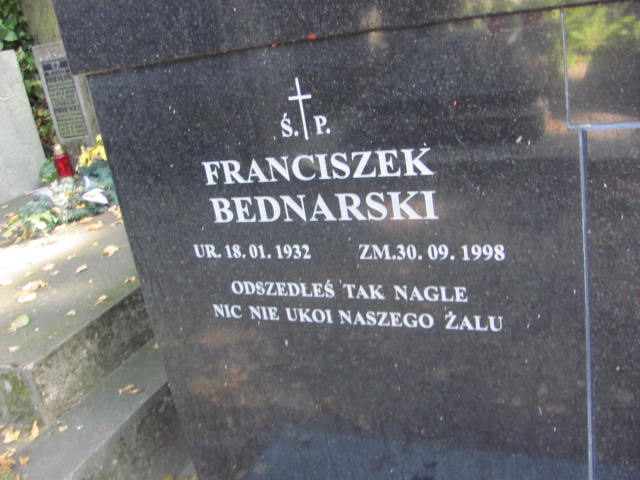 Ś. P.
FRANCISZEK
BEDNARSKI
UR. 18. 01. 1932 ZM.30. 09. 1998
ODSZEDŁEŚ TAK NAGLE
NIC NIE UKOI NASZEGO ŻALU